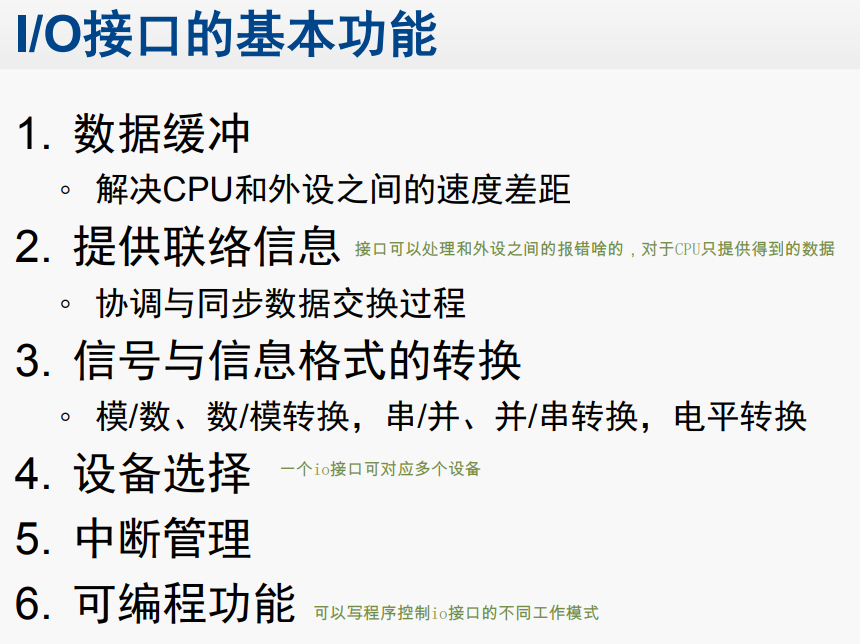 I/O接口的基本功能
1. 数据缓冲
◦ 解决CPU和外设之间的速度差距
2. 提供联络信息 接口可以处理和外设之间的报错啥的，对于CPU只提供得到的数据
◦ 协调与同步数据交换过程
3. 信号与信息格式的转换
◦ 模/数、数/模转换，串/并、并/串转换，电平转换
4. 设备选择 一个io接口可对应多个设备
5. 中断管理
6. 可编程功能 可以写程序控制io接口的不同工作模式